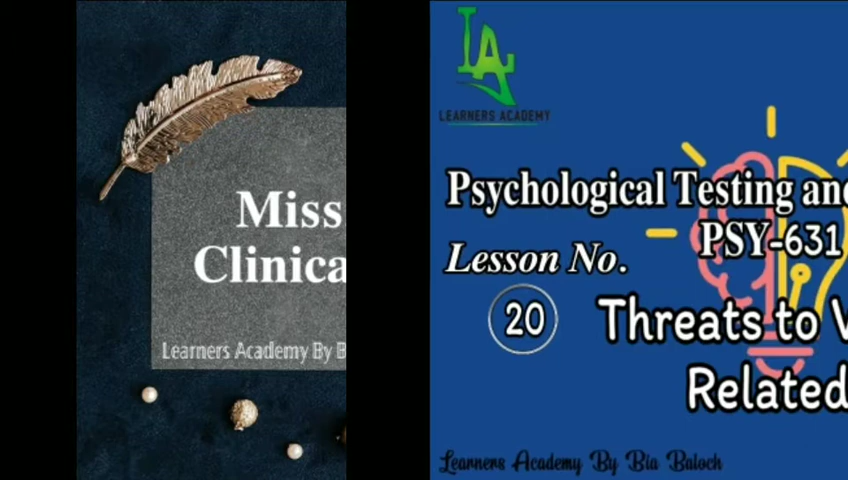 Miss
Clinica
Learners Academy By B
LA
LEARNERS ACADEMY
Psychological Testing and
PSY-631
Lesson No.
20
Threats to V
Related
Learners Academy By Bia Baloch